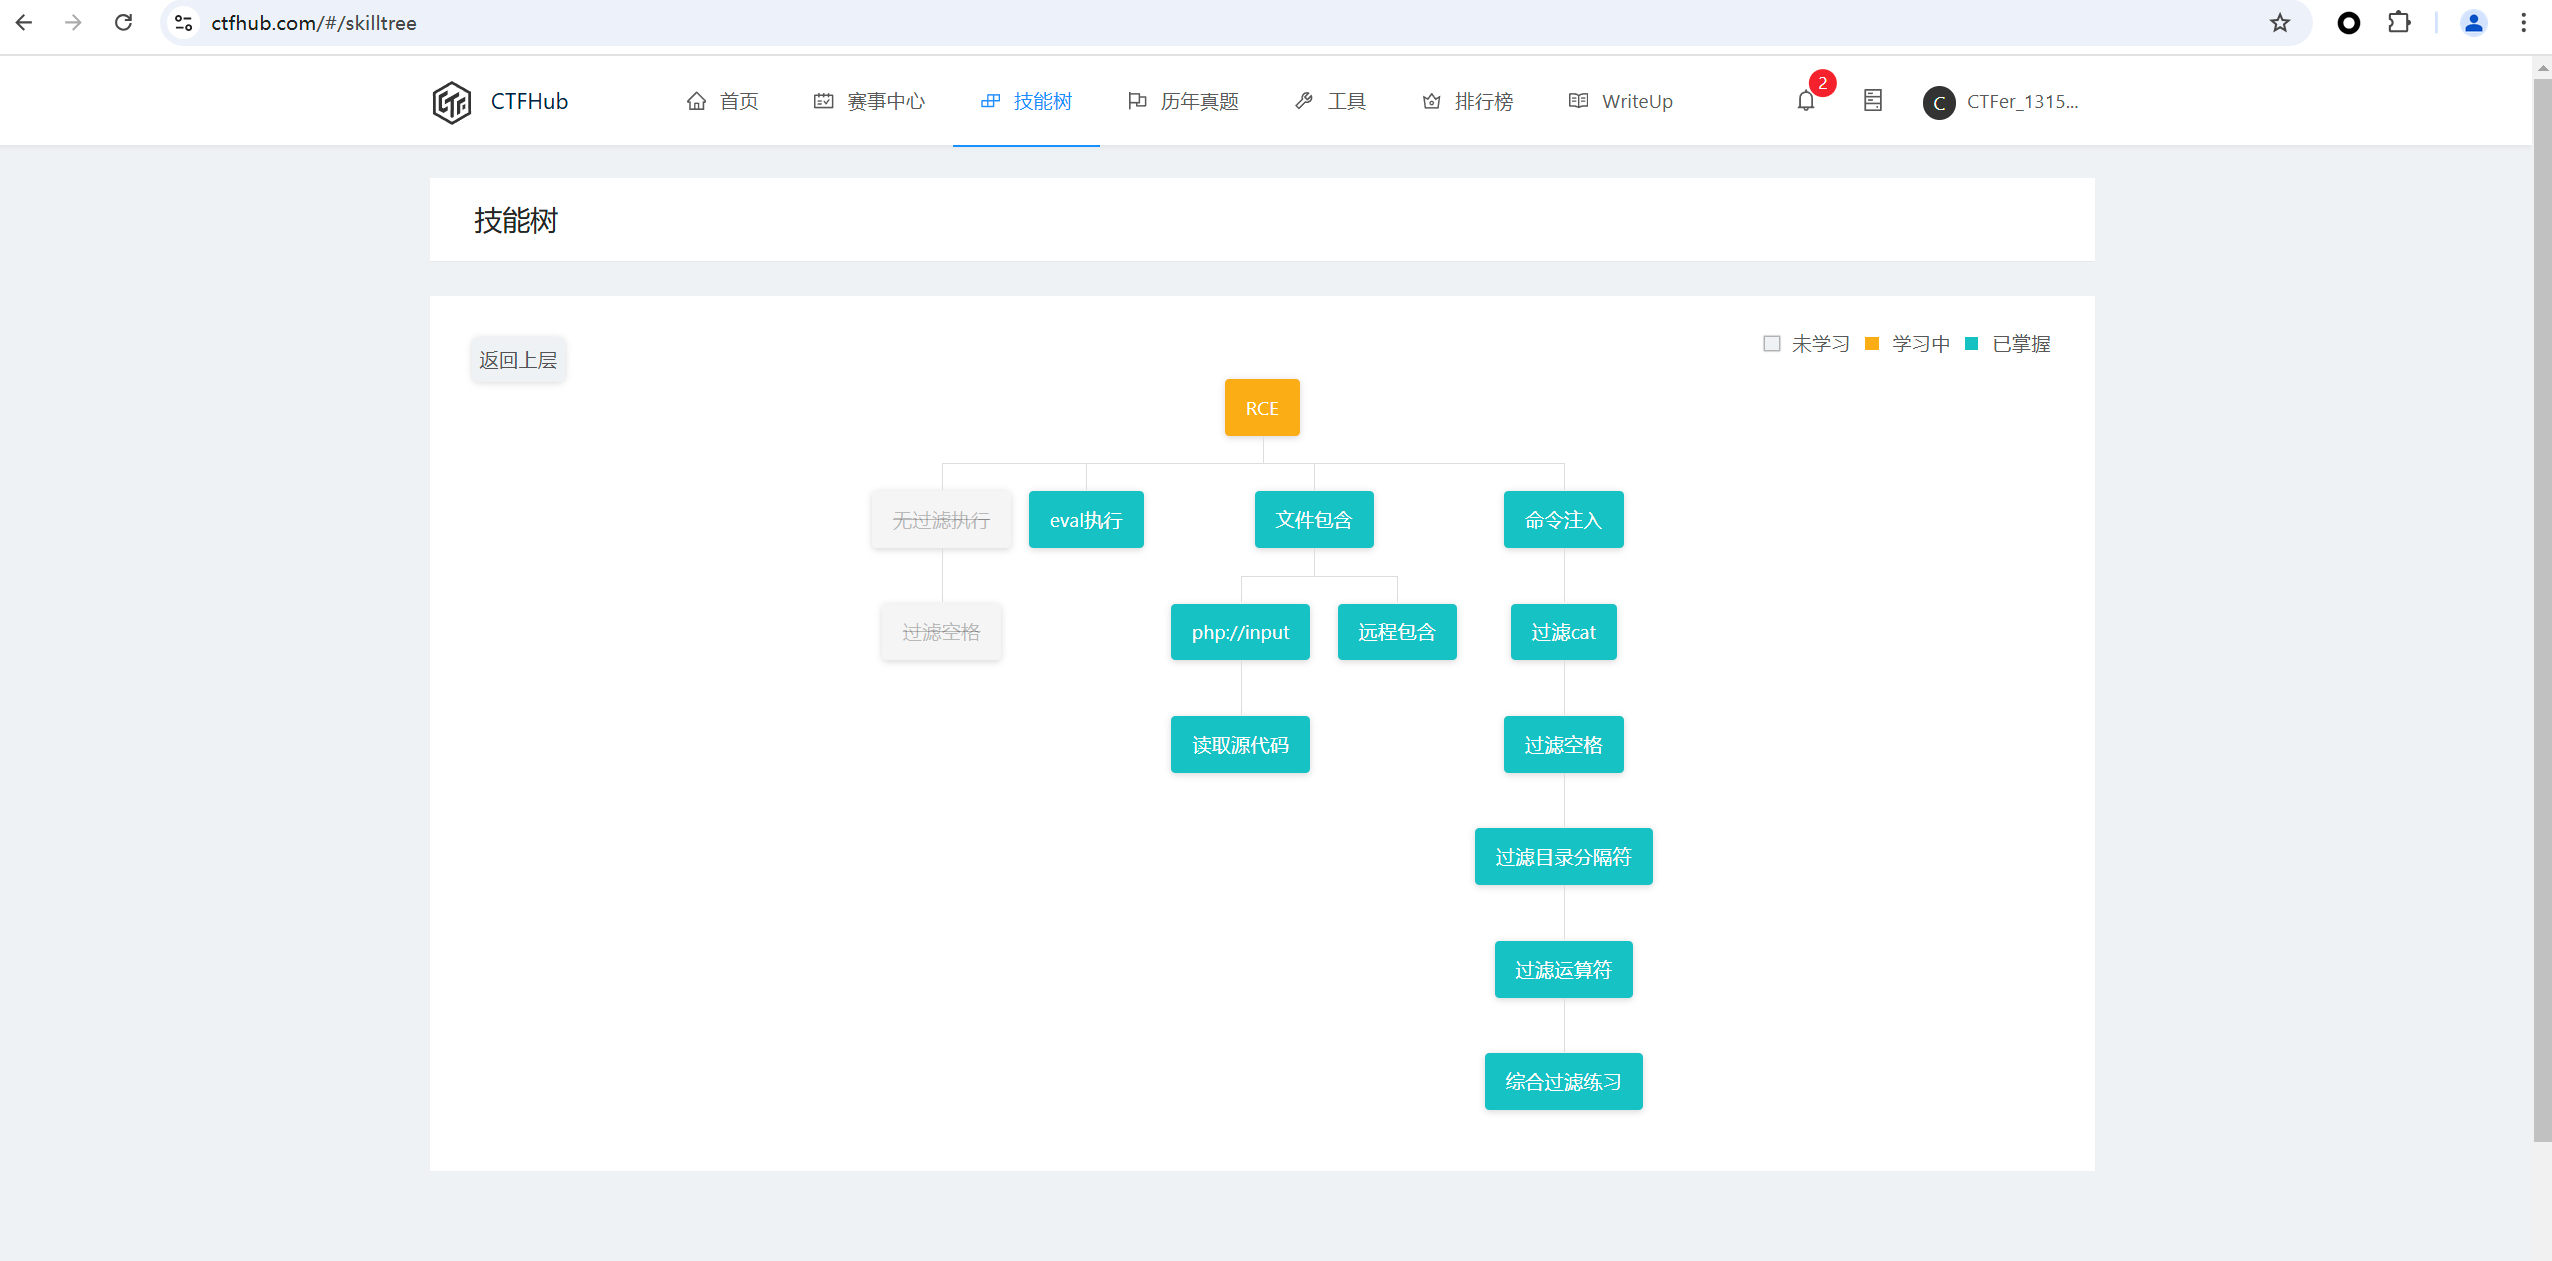 ctfhub.com/#/skilltree
CTFHub 首页 赛事中心 技能树 历年真题 工具 排行榜 WriteUp 2 C CTFer_1315...
技能树
返回上层
未学习 学习中 已掌握
RCE
无过滤执行 eval执行 文件包含 命令注入
过滤空格 php://input 远程包含 过滤cat
读取源代码 过滤空格
过滤目录分隔符
过滤运算符
综合过滤练习